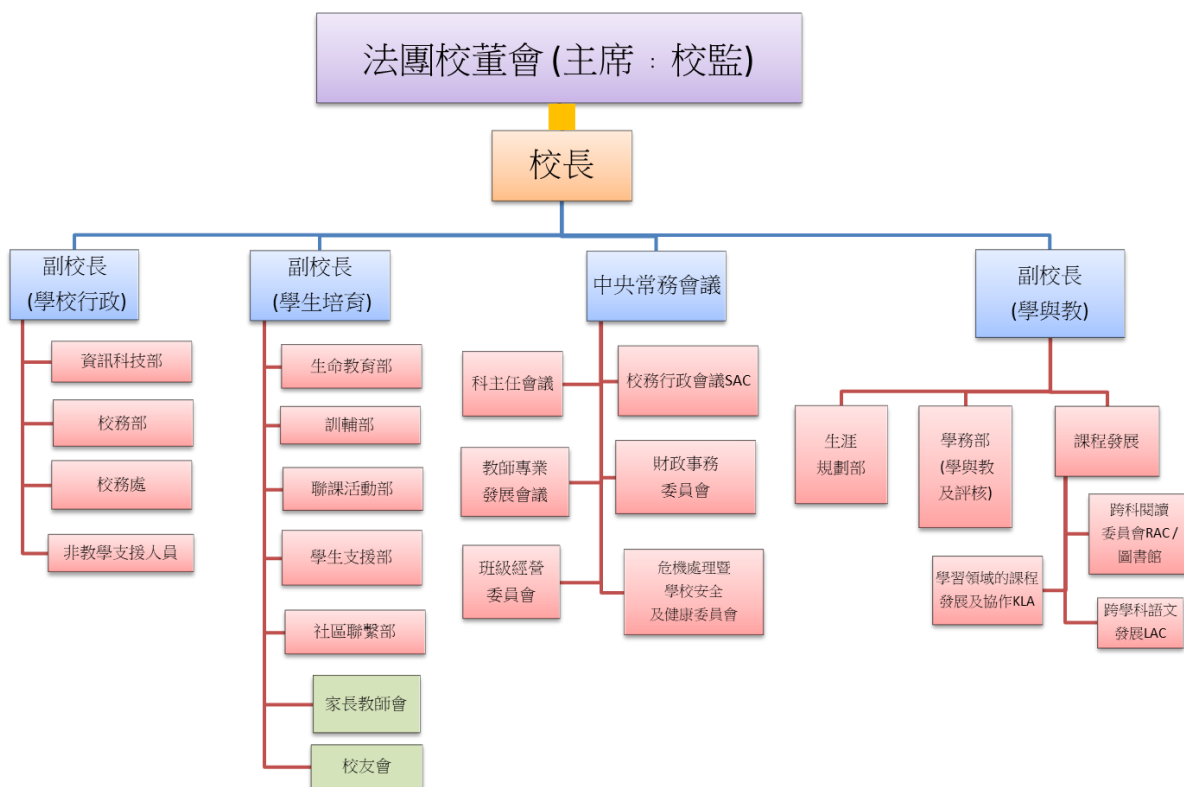 法團校董會 (主席：校監)
校長
副校長
(學校行政)
資訊科技部
校務部
校務處
非教學支援人員
副校長
(學生培育)
生命教育部
訓輔部
聯課活動部
學生支援部
社區聯繫部
家長教師會
校友會
中央常務會議
科主任會議
校務行政會議SAC
教師專業
發展會議
財政事務
委員會
班級經營
委員會
危機處理暨
學校安全
及健康委員會
副校長
(學與教)
生涯
規劃部
學務部
(學與教
及評核)
課程發展
跨科閱讀
委員會RAC /
圖書館
學習領域的課程
發展及協作KLA
跨學科語文
發展LAC